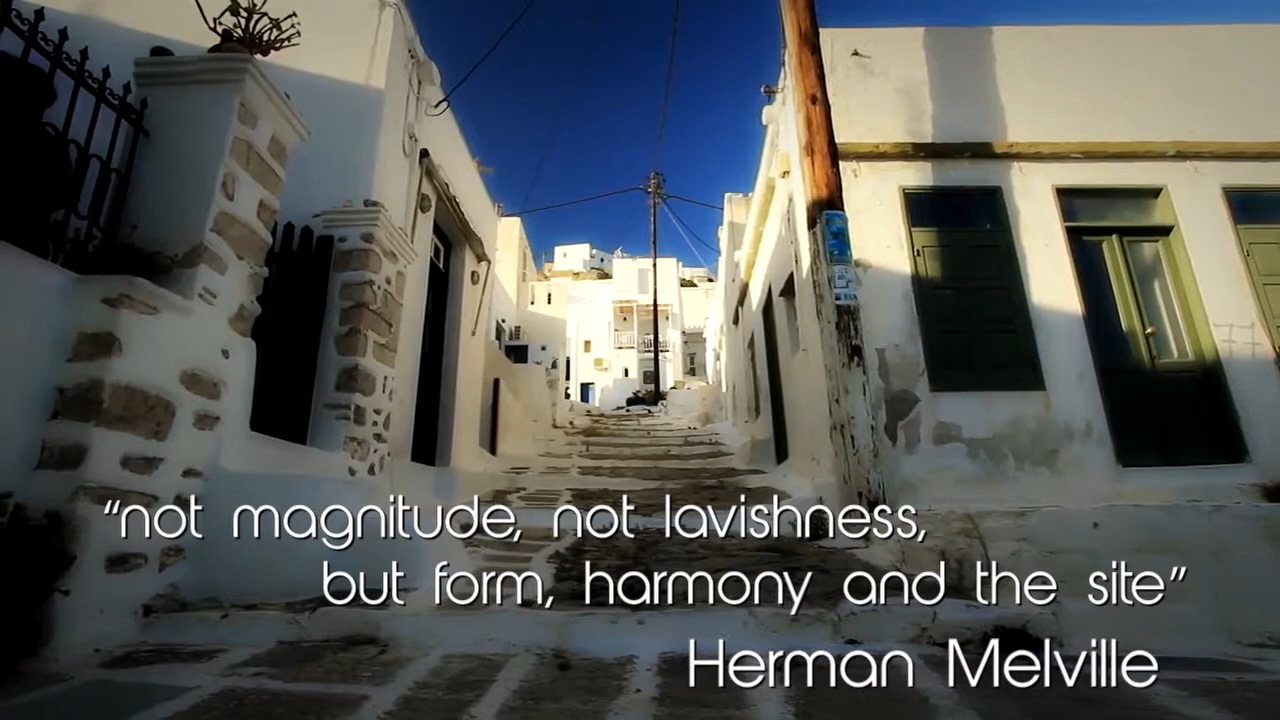 “not magnitude, not lavishness,
but form, harmony and the site”
Herman Melville